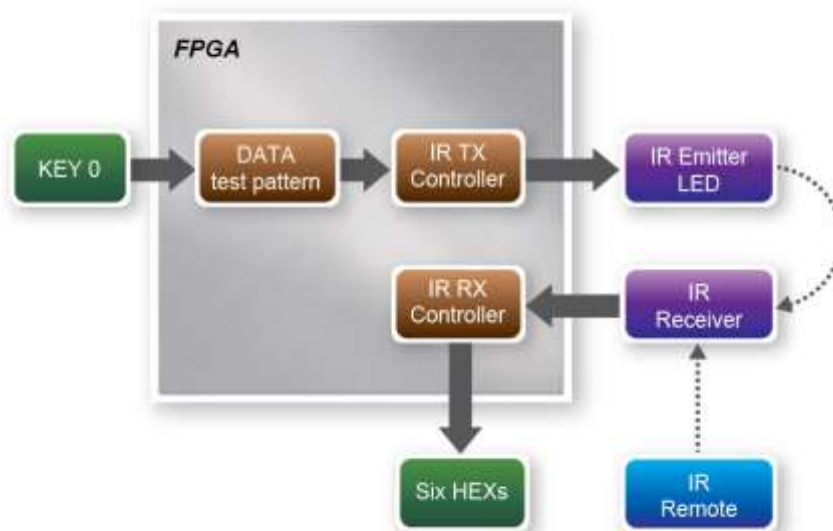 FPGA
KEY 0
DATA
test pattern
IR TX
Controller
IR Emitter
LED
IR RX
Controller
IR
Receiver
Six HEXs
IR
Remote